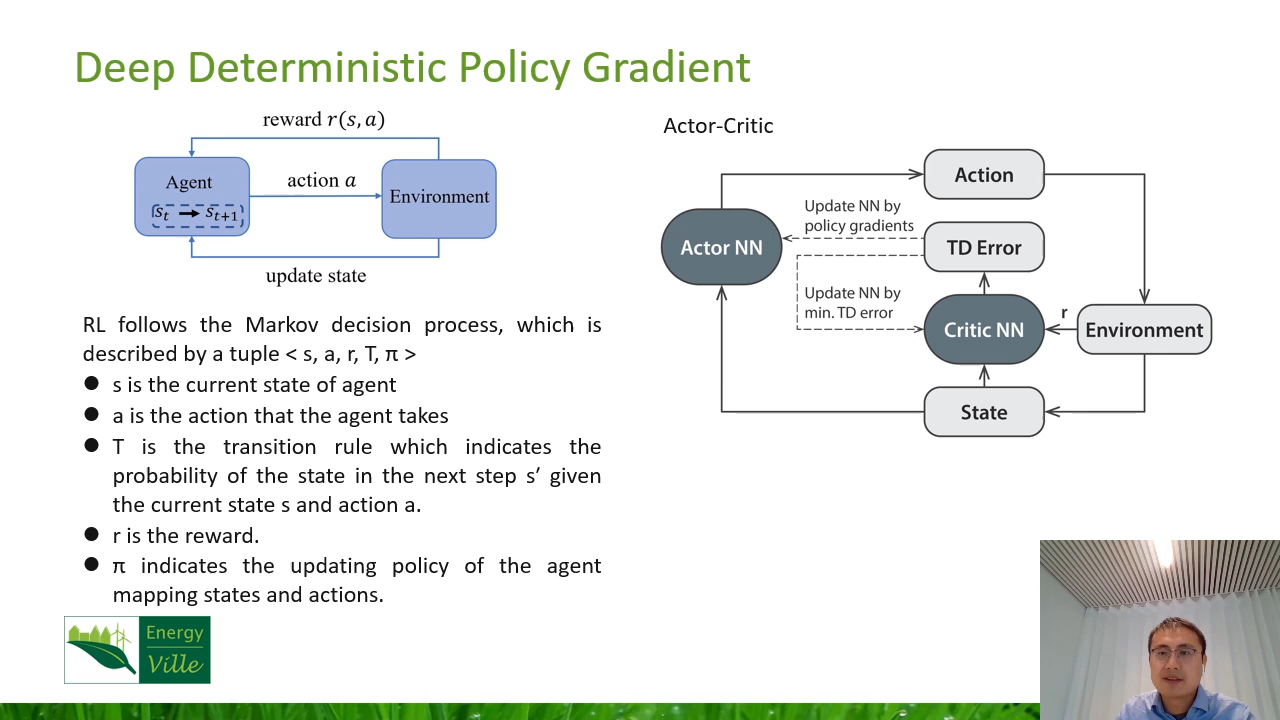 Deep Deterministic Policy Gradient
reward r(s, a)
Agent
s_t → s_{t+1}
action a
Environment
update state
RL follows the Markov decision process, which is
described by a tuple < s, a, r, T, π >
● s is the current state of agent
● a is the action that the agent takes
● T is the transition rule which indicates the
probability of the state in the next step s′ given
the current state s and action a.
● r is the reward.
● π indicates the updating policy of the agent
mapping states and actions.
Actor-Critic
Action
Update NN by
policy gradients
Actor NN
TD Error
Update NN by
min. TD error
Critic NN
r
Environment
State
Energy
Ville